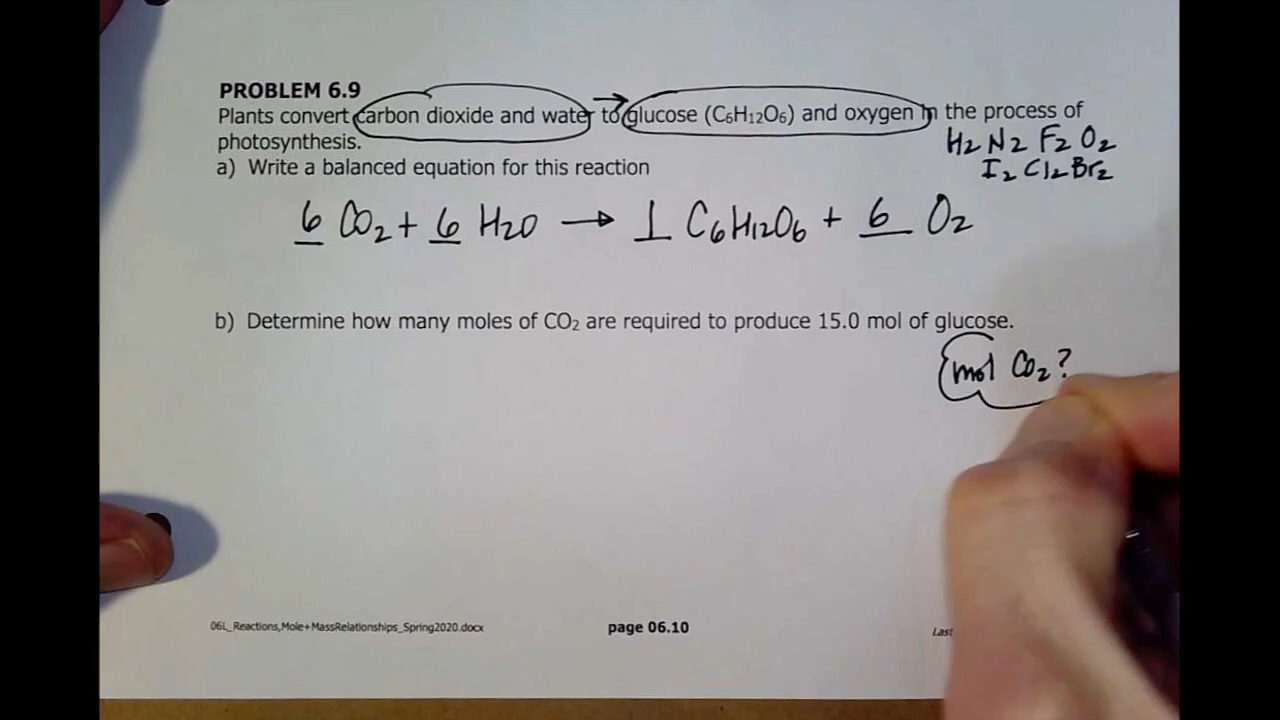 PROBLEM 6.9
Plants convert carbon dioxide and water to glucose (C₆H₁₂O₆) and oxygen in the process of
photosynthesis.
H₂ N₂ F₂ O₂
I₂ Cl₂ Br₂
a) Write a balanced equation for this reaction
6 CO₂ + 6 H₂O → 1 C₆H₁₂O₆ + 6 O₂
b) Determine how many moles of CO₂ are required to produce 15.0 mol of glucose.
mol CO₂?
06L_Reactions,Mole+MassRelationships_Spring2020.docx
page 06.10
Last